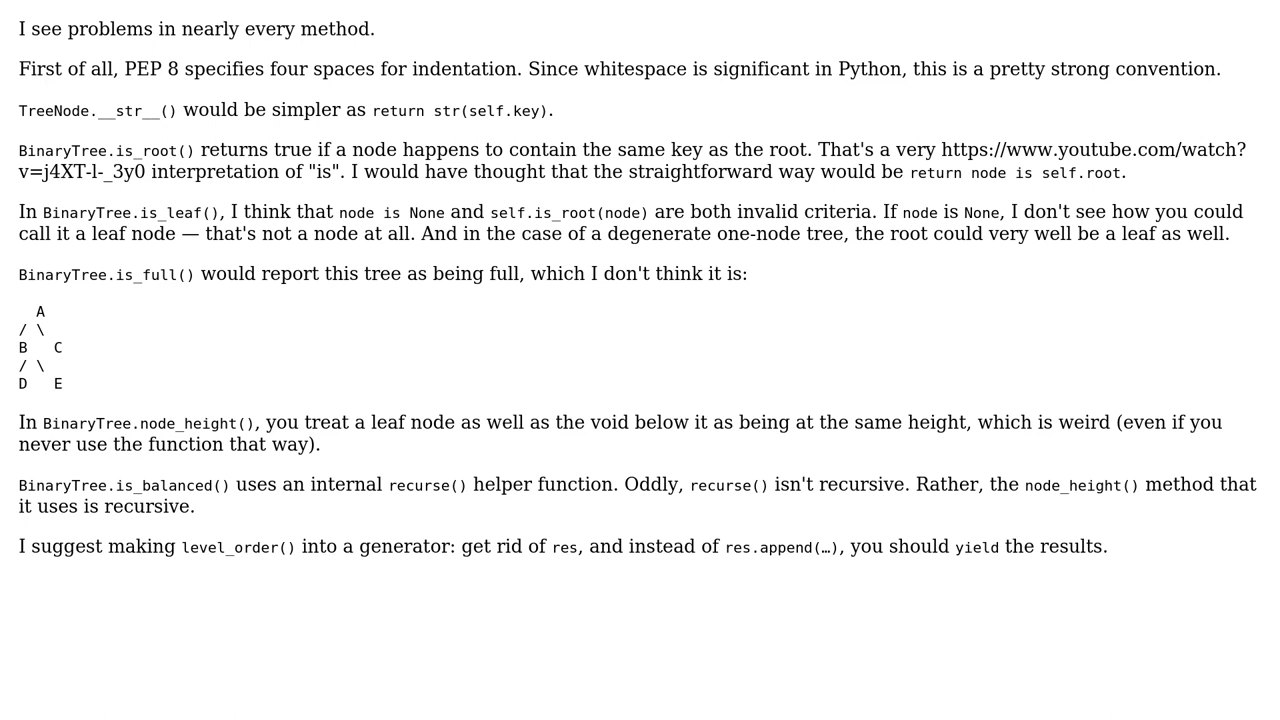 I see problems in nearly every method.
First of all, PEP 8 specifies four spaces for indentation. Since whitespace is significant in Python, this is a pretty strong convention.
TreeNode.__str__() would be simpler as return str(self.key).
BinaryTree.is_root() returns true if a node happens to contain the same key as the root. That's a very https://www.youtube.com/watch?
v=j4XT-l-_3y0 interpretation of "is". I would have thought that the straightforward way would be return node is self.root.
In BinaryTree.is_leaf(), I think that node is None and self.is_root(node) are both invalid criteria. If node is None, I don't see how you could
call it a leaf node — that's not a node at all. And in the case of a degenerate one-node tree, the root could very well be a leaf as well.
BinaryTree.is_full() would report this tree as being full, which I don't think it is:
  A
/ \
B   C
/ \
D   E
In BinaryTree.node_height(), you treat a leaf node as well as the void below it as being at the same height, which is weird (even if you
never use the function that way).
BinaryTree.is_balanced() uses an internal recurse() helper function. Oddly, recurse() isn't recursive. Rather, the node_height() method that
it uses is recursive.
I suggest making level_order() into a generator: get rid of res, and instead of res.append(…), you should yield the results.